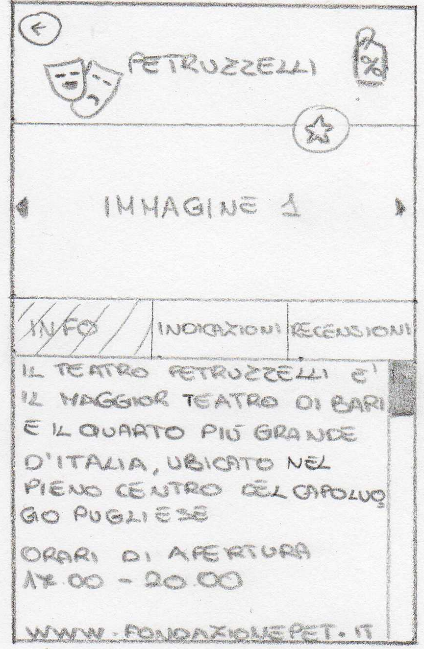 PETRUZZELLI
%
IMMAGINE 1
INFO
INDICAZIONI
RECENSIONI
IL TEATRO PETRUZZELLI E'
IL MAGGIOR TEATRO DI BARI
E IL QUARTO PIÙ GRANDE
D'ITALIA, UBICATO NEL
PIENO CENTRO DEL CAPOLUO
GO PUGLIESE
ORARI DI APERTURA
17.00 - 20.00
WWW.FONDAZIONEPET.IT